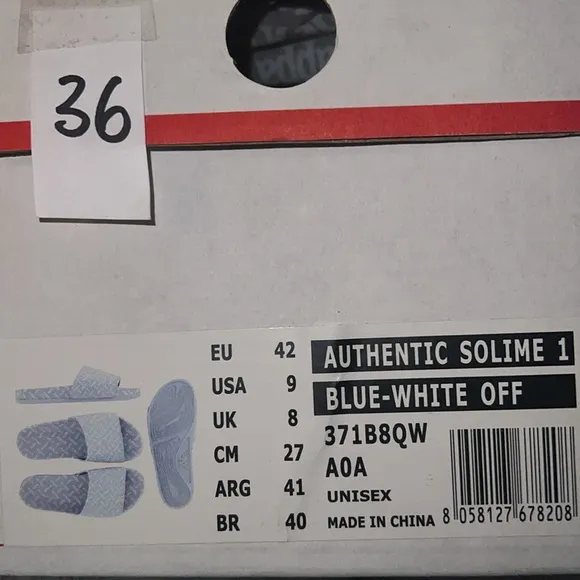 36
EU 42
USA 9
UK 8
CM 27
ARG 41
BR 40
AUTHENTIC SOLIME 1
BLUE-WHITE OFF
371B8QW
A0A
UNISEX
MADE IN CHINA
8 058127 678208